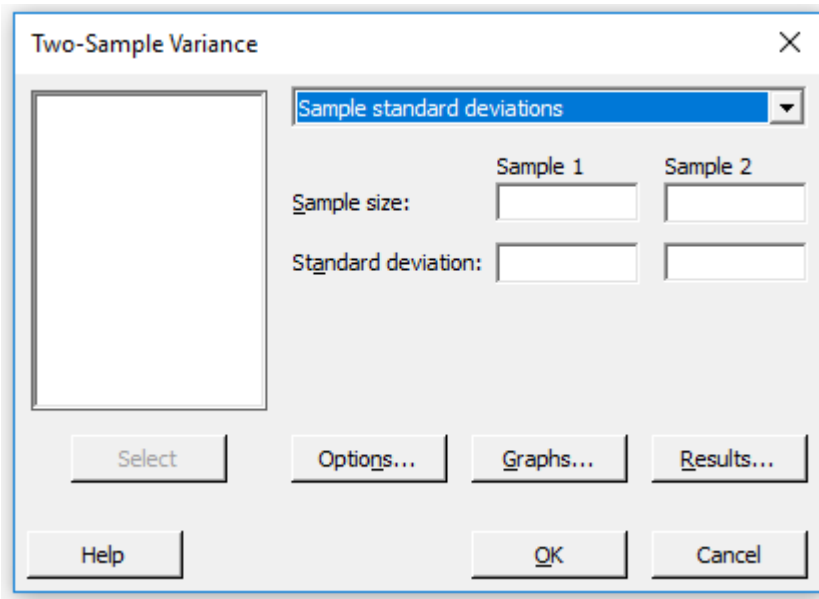 Two-Sample Variance
Sample standard deviations
Sample 1 Sample 2
Sample size:
Standard deviation:
Select Options... Graphs... Results...
Help OK Cancel